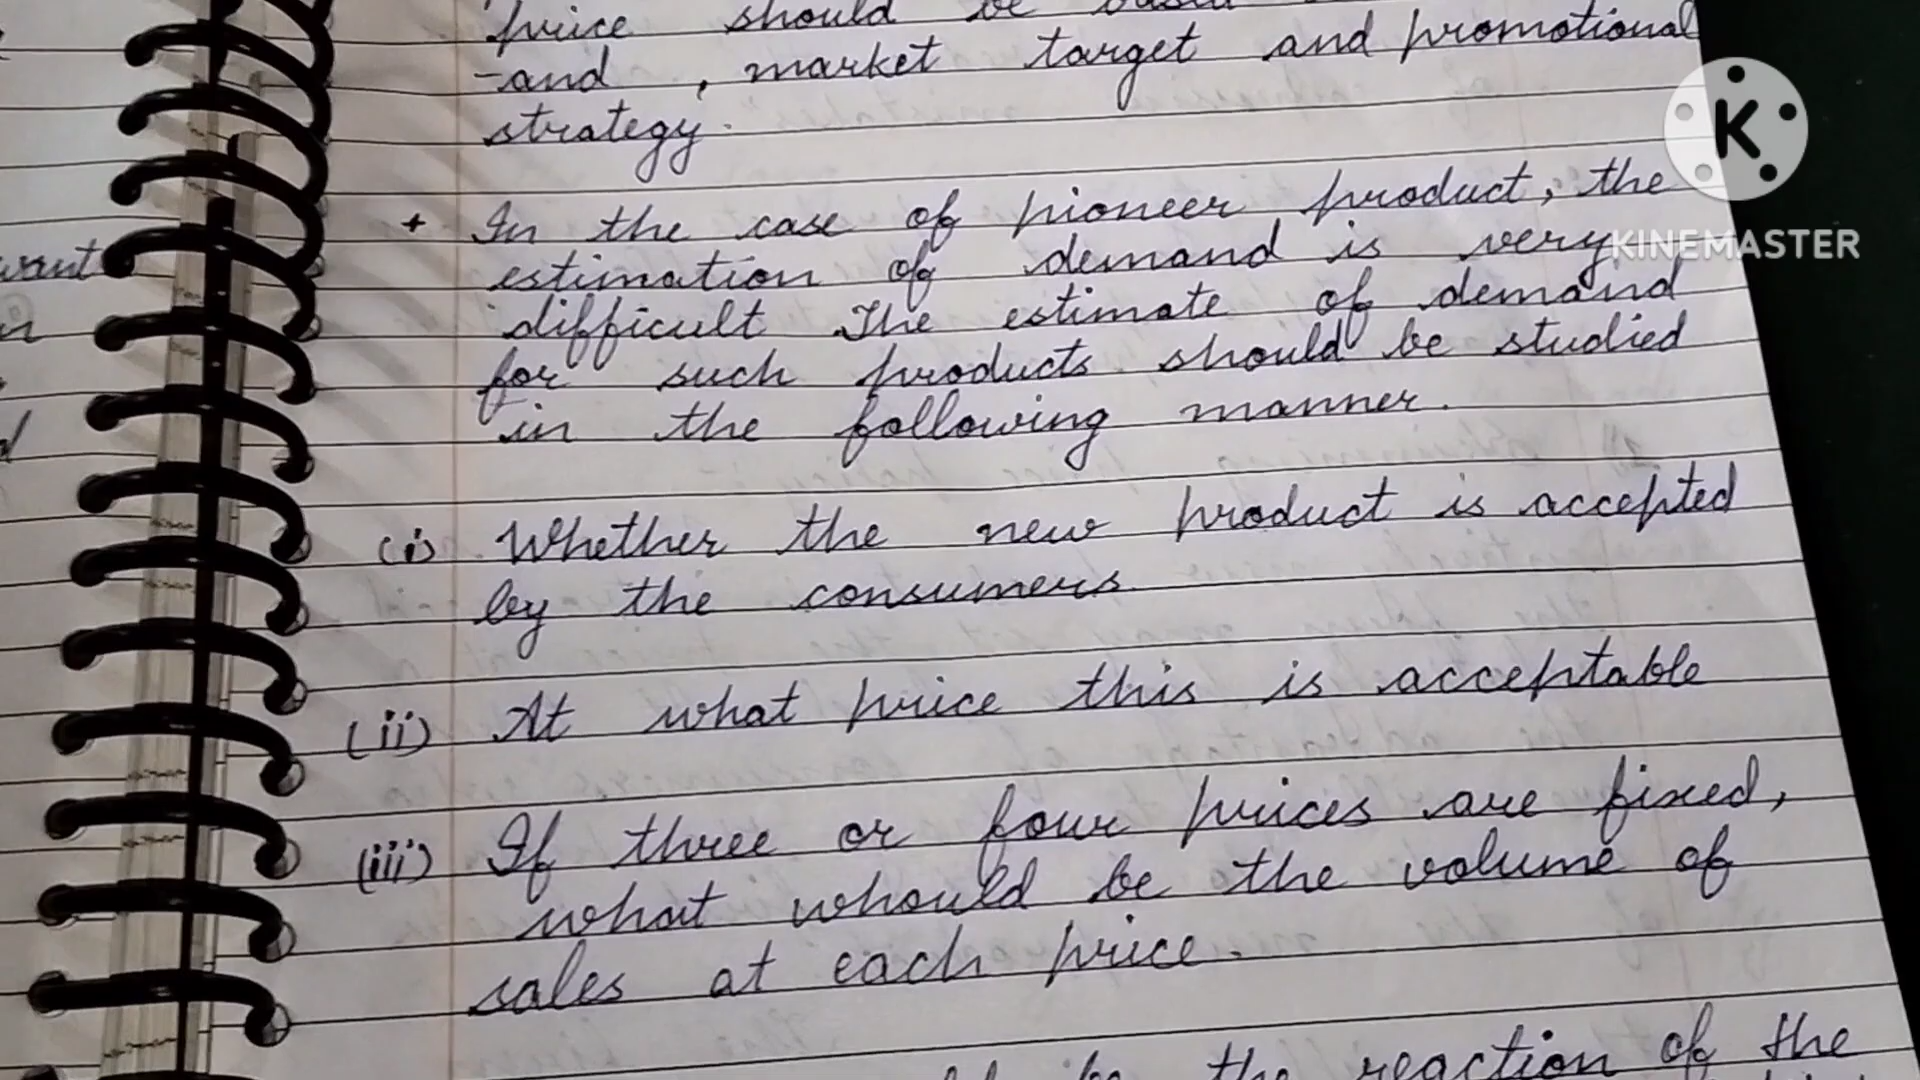 price should be based
-and , market target and promotional
strategy.
+ In the case of pioneer product, the
estimation of demand is very
difficult The estimate of demand
for such products should be studied
in the following manner.
(i) Whether the new product is accepted
by the consumers.
(ii) At what price this is acceptable
(iii) If three or four prices are fixed,
what whould be the volume of
sales at each price.
be the reaction of the
want
K
KINEMASTER